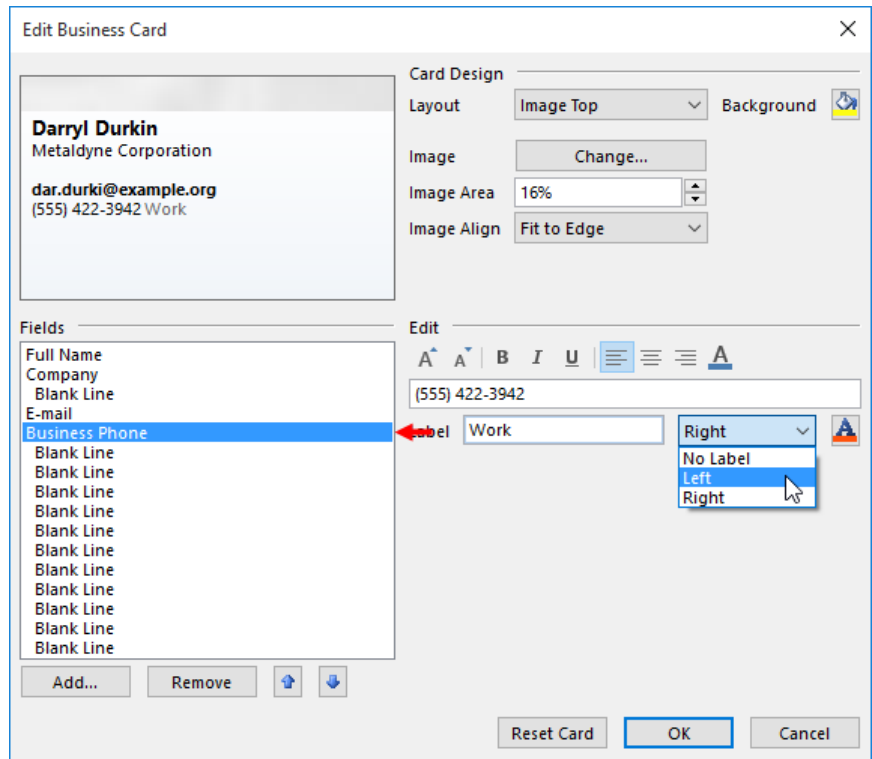 Edit Business Card
Darryl Durkin
Metaldyne Corporation
dar.durki@example.org
(555) 422-3942 Work
Card Design
Layout
Image Top
Background
Image
Change...
Image Area
16%
Image Align
Fit to Edge
Fields
Full Name
Company
Blank Line
E-mail
Business Phone
Blank Line
Blank Line
Blank Line
Blank Line
Blank Line
Blank Line
Blank Line
Blank Line
Blank Line
Blank Line
Blank Line
Add...
Remove
Edit
A A B I U A
(555) 422-3942
Label
Work
Right
A
No Label
Left
Right
Reset Card
OK
Cancel